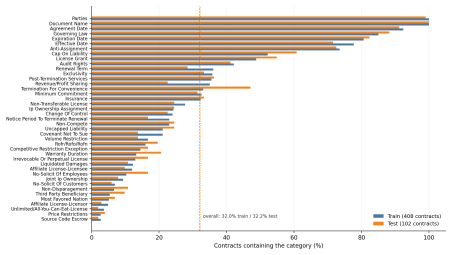 Parties
Document Name
Agreement Date
Governing Law
Expiration Date
Effective Date
Anti-Assignment
Cap On Liability
License Grant
Audit Rights
Renewal Term
Exclusivity
Post-Termination Services
Revenue/Profit Sharing
Termination For Convenience
Minimum Commitment
Insurance
Non-Transferable License
Ip Ownership Assignment
Change Of Control
Notice Period To Terminate Renewal
Non-Compete
Uncapped Liability
Covenant Not To Sue
Volume Restriction
Rofr/Rofo/Rofn
Competitive Restriction Exception
Warranty Duration
Irrevocable Or Perpetual License
Liquidated Damages
Affiliate License-Licensee
No-Solicit Of Employees
Joint Ip Ownership
No-Solicit Of Customers
Non-Disparagement
Third Party Beneficiary
Most Favored Nation
Affiliate License-Licensor
Unlimited/All-You-Can-Eat-License
Price Restrictions
Source Code Escrow
overall: 32.0% train / 32.2% test
Train (408 contracts)
Test (102 contracts)
0 20 40 60 80 100
Contracts containing the category (%)